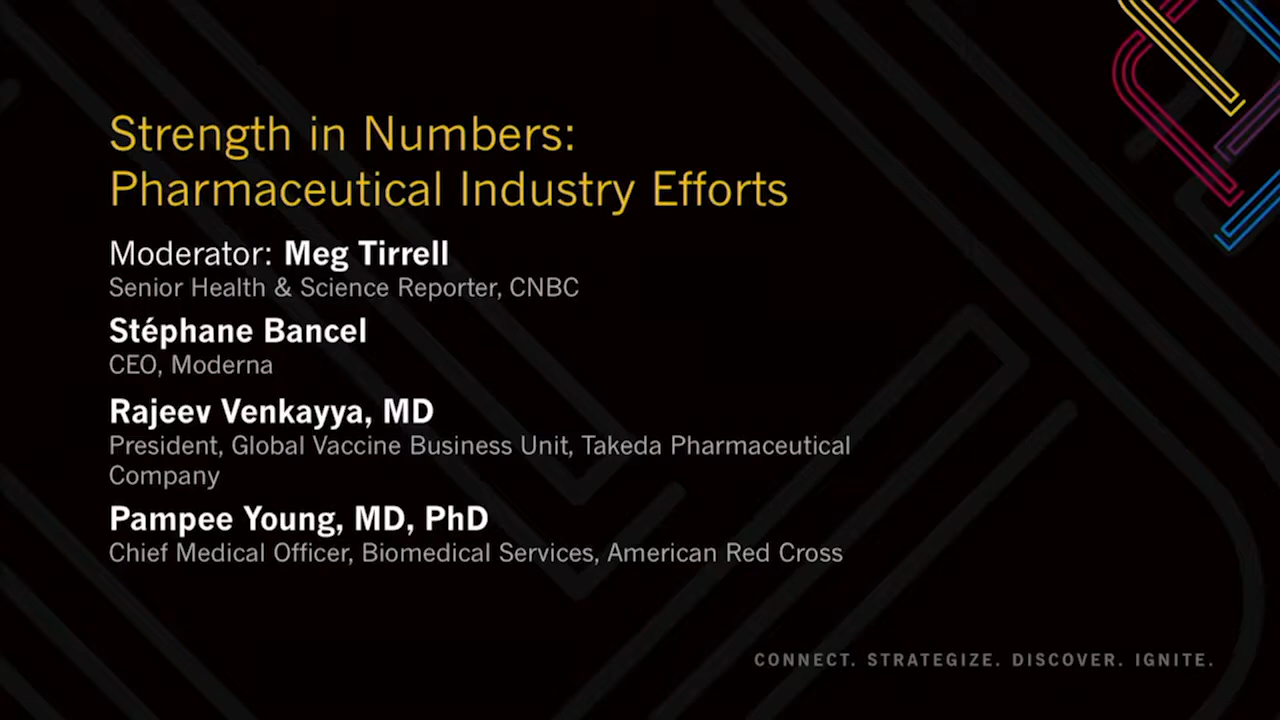 Strength in Numbers:
Pharmaceutical Industry Efforts
Moderator: Meg Tirrell
Senior Health & Science Reporter, CNBC
Stéphane Bancel
CEO, Moderna
Rajeev Venkayya, MD
President, Global Vaccine Business Unit, Takeda Pharmaceutical
Company
Pampee Young, MD, PhD
Chief Medical Officer, Biomedical Services, American Red Cross
CONNECT. STRATEGIZE. DISCOVER. IGNITE.